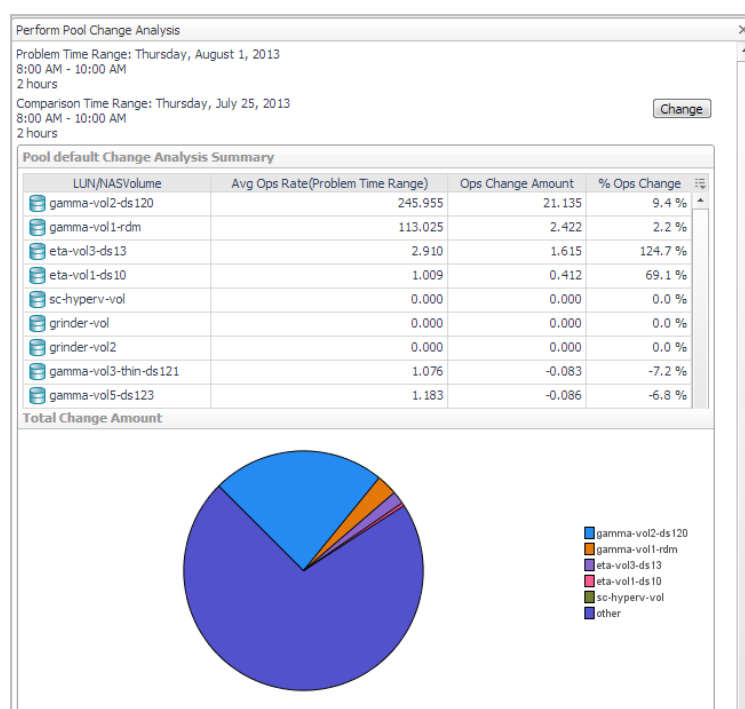 Perform Pool Change Analysis
Problem Time Range: Thursday, August 1, 2013
8:00 AM - 10:00 AM
2 hours
Comparison Time Range: Thursday, July 25, 2013
8:00 AM - 10:00 AM
2 hours
Change
Pool default Change Analysis Summary
LUN/NASVolume Avg Ops Rate(Problem Time Range) Ops Change Amount % Ops Change
gamma-vol2-ds120 245.955 21.135 9.4 %
gamma-vol1-rdm 113.025 2.422 2.2 %
eta-vol3-ds13 2.910 1.615 124.7 %
eta-vol1-ds10 1.009 0.412 69.1 %
sc-hyperv-vol 0.000 0.000 0.0 %
grinder-vol 0.000 0.000 0.0 %
grinder-vol2 0.000 0.000 0.0 %
gamma-vol3-thin-ds121 1.076 -0.083 -7.2 %
gamma-vol5-ds123 1.183 -0.086 -6.8 %
Total Change Amount
gamma-vol2-ds120
gamma-vol1-rdm
eta-vol3-ds13
eta-vol1-ds10
sc-hyperv-vol
other